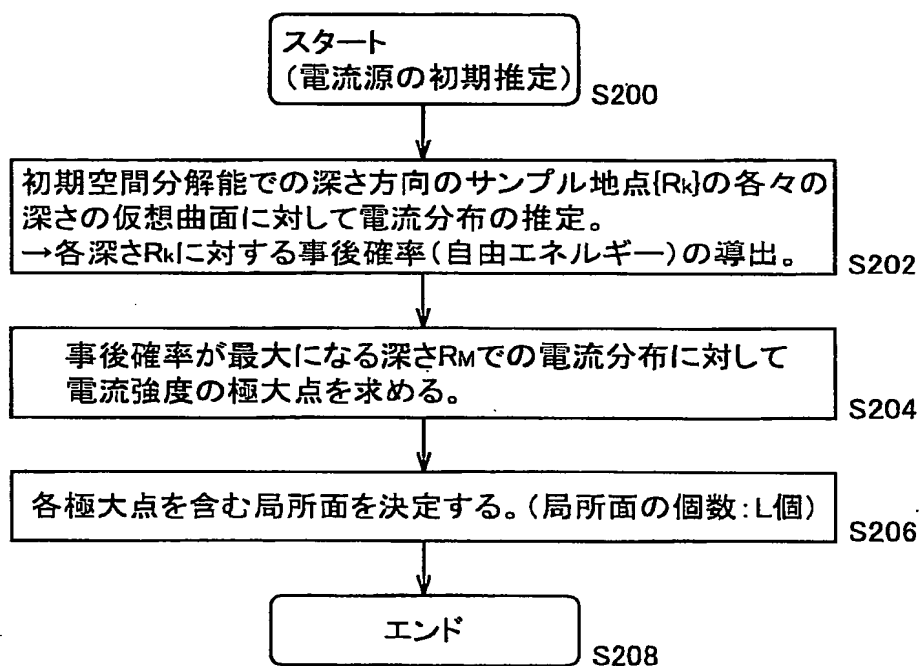 スタート
(電流源の初期推定)
S200
初期空間分解能での深さ方向のサンプル地点{Rk}の各々の
深さの仮想曲面に対して電流分布の推定。
→各深さRkに対する事後確率(自由エネルギー)の導出。
S202
事後確率が最大になる深さRMでの電流分布に対して
電流強度の極大点を求める。
S204
各極大点を含む局所面を決定する。(局所面の個数:L個)
S206
エンド
S208